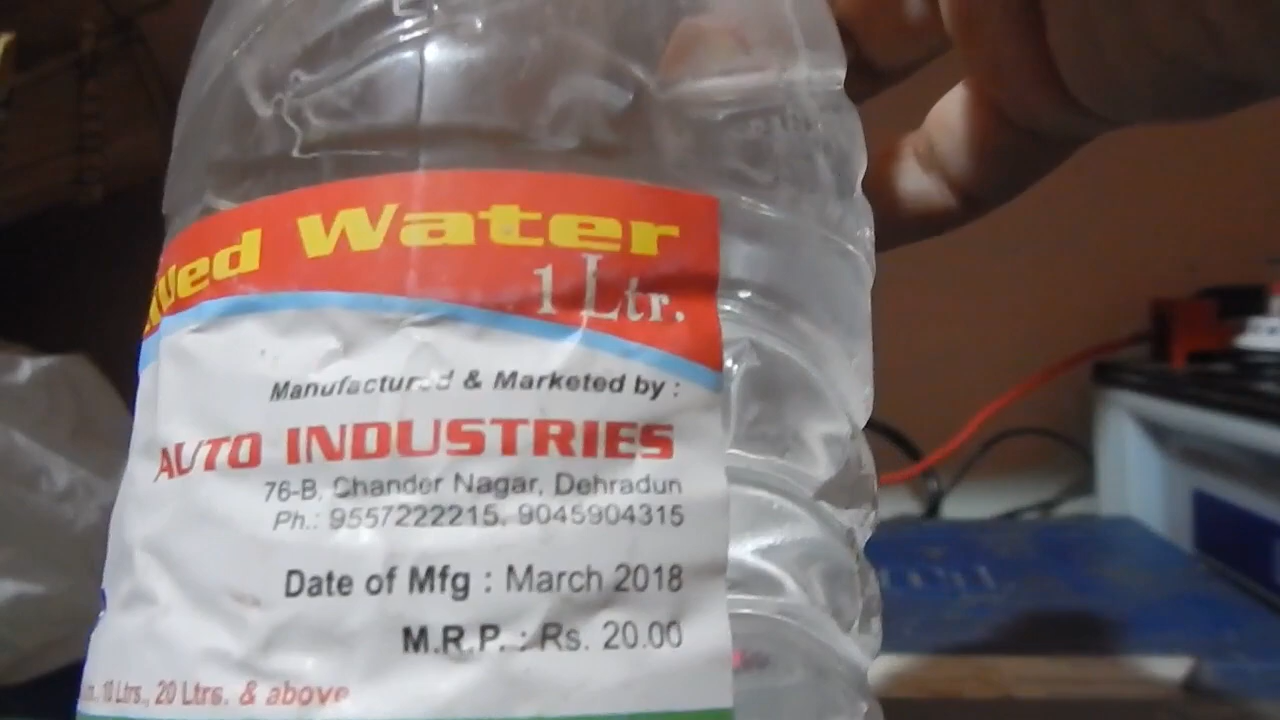 Water
1 Ltr.
Manufactured & Marketed by :
AUTO INDUSTRIES
76-B, Chander Nagar, Dehradun
Ph.: 9557222215, 9045904315
Date of Mfg : March 2018
M.R.P. : Rs. 20.00
10 Ltrs., 20 Ltrs. & above